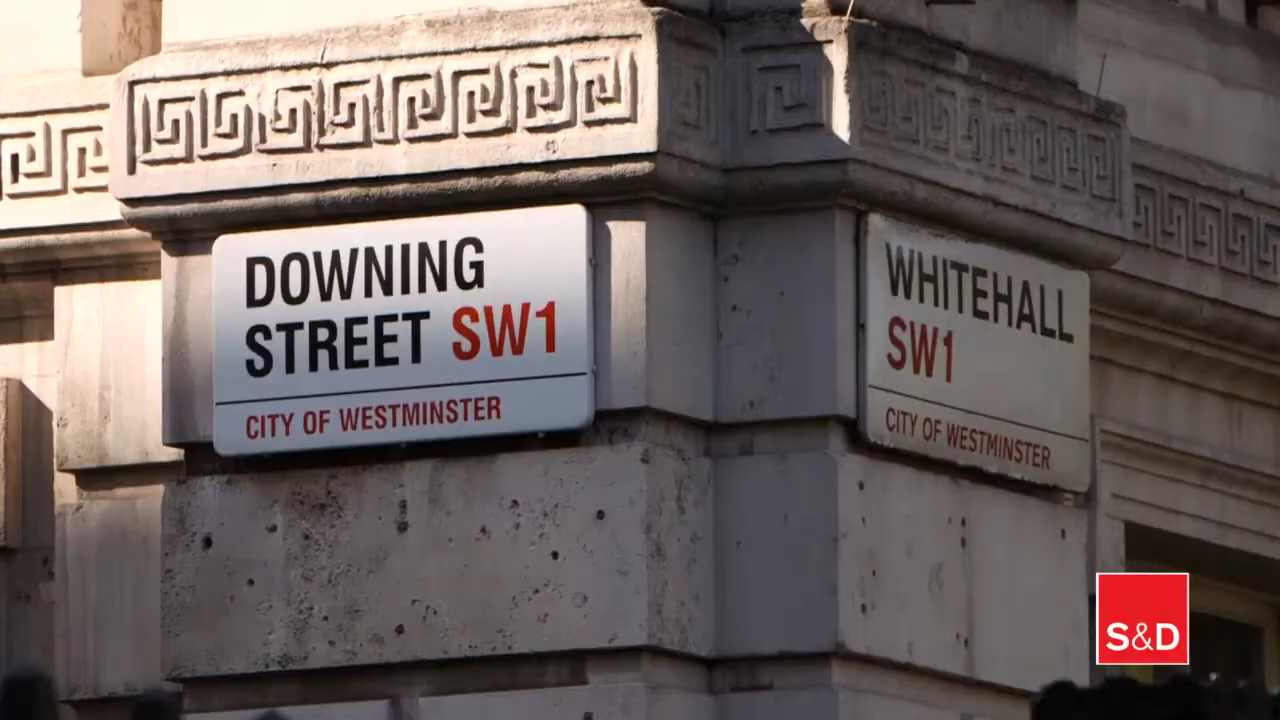 DOWNING
STREET SW1
CITY OF WESTMINSTER
WHITEHALL
SW1
CITY OF WESTMINSTER
S&D